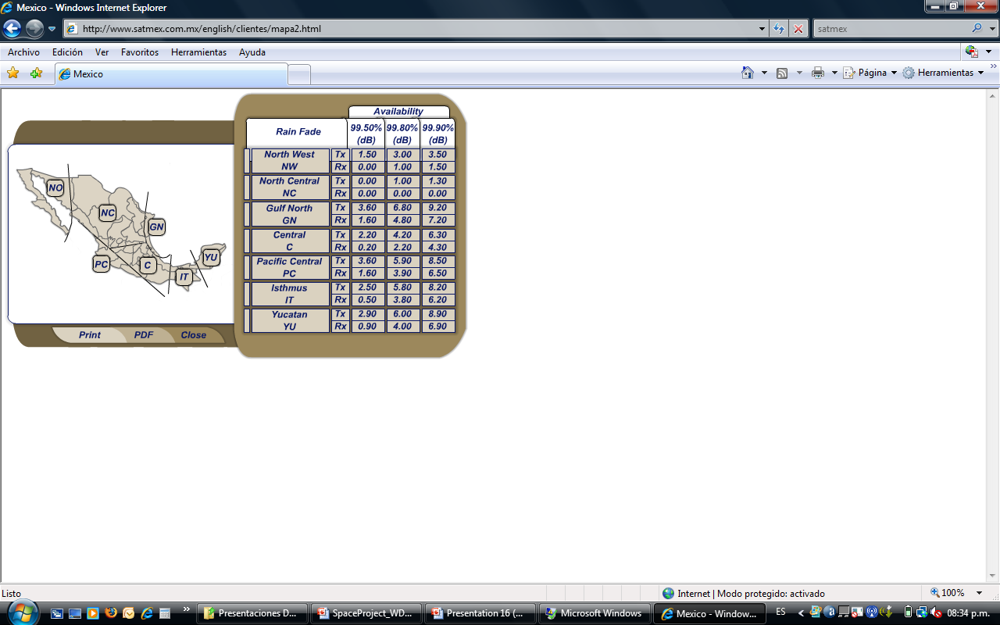 Mexico - Windows Internet Explorer
http://www.satmex.com.mx/english/clientes/mapa2.html
satmex
Archivo Edición Ver Favoritos Herramientas Ayuda
Mexico
Página Herramientas
Availability
Rain Fade 99.50% 99.80% 99.90%
(dB) (dB) (dB)
North West Tx 1.50 3.00 3.50
NW Rx 0.00 1.00 1.50
North Central Tx 0.00 1.00 1.30
NC Rx 0.00 0.00 0.00
Gulf North Tx 3.60 6.80 9.20
GN Rx 1.60 4.80 7.20
Central Tx 2.20 4.20 6.30
C Rx 0.20 2.20 4.30
Pacific Central Tx 3.60 5.90 8.50
PC Rx 1.60 3.90 6.50
Isthmus Tx 2.50 5.80 8.20
IT Rx 0.50 3.80 6.20
Yucatan Tx 2.90 6.00 8.90
YU Rx 0.90 4.00 6.90
NO
NC
GN
YU
PC
C
IT
Print PDF Close
Listo
Internet | Modo protegido: activado
100%
Presentaciones D... SpaceProject_WD... Presentation 16 (... Microsoft Windows Mexico - Window...
ES
08:34 p.m.